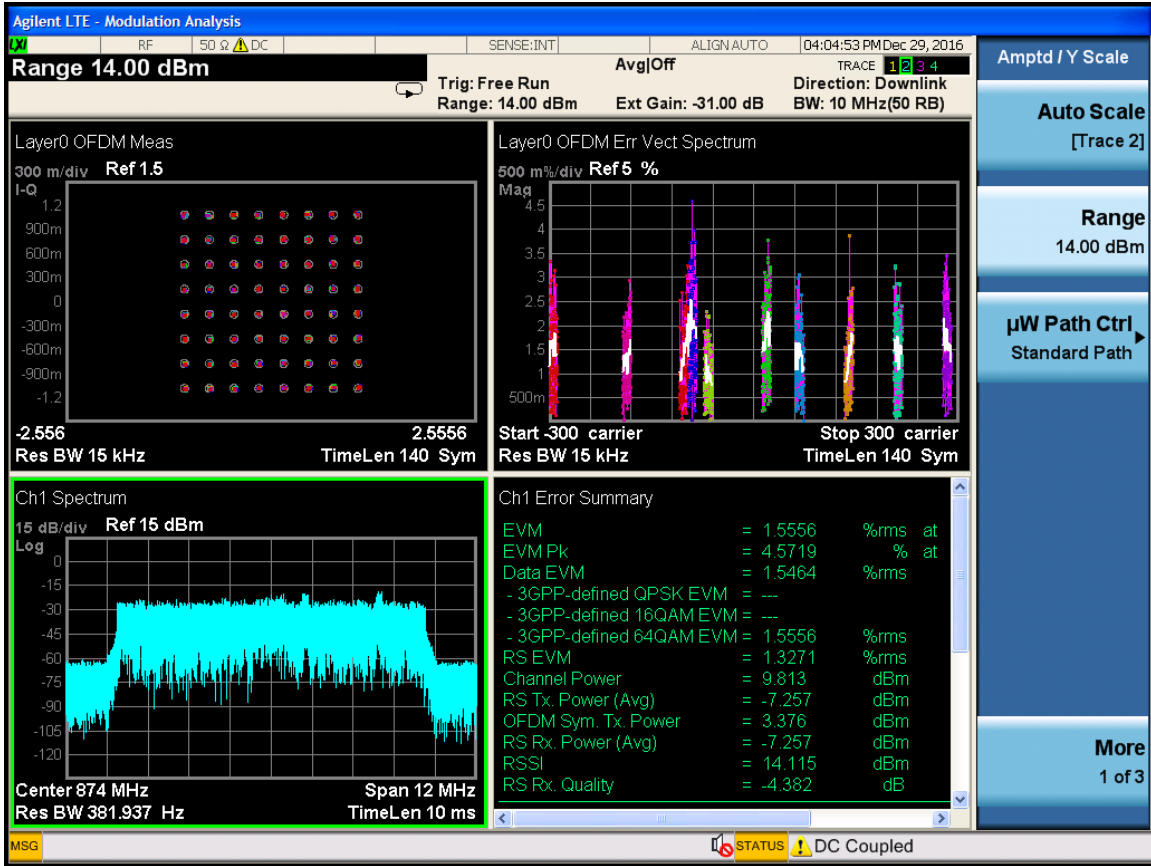 Agilent LTE - Modulation Analysis
LXI RF 50 Ω DC SENSE:INT ALIGN AUTO 04:04:53 PM Dec 29, 2016
Range 14.00 dBm
Trig: Free Run
Range: 14.00 dBm
Avg|Off
Ext Gain: -31.00 dB
TRACE 1 2 3 4
Direction: Downlink
BW: 10 MHz(50 RB)
Layer0 OFDM Meas
300 m/div Ref 1.5
I-Q
1.2
900m
600m
300m
0
-300m
-600m
-900m
-1.2
-2.556 2.5556
Res BW 15 kHz TimeLen 140 Sym
Layer0 OFDM Err Vect Spectrum
500 m%/div Ref 5 %
Mag
4.5
4
3.5
3
2.5
2
1.5
1
500m
Start -300 carrier Stop 300 carrier
Res BW 15 kHz TimeLen 140 Sym
Ch1 Spectrum
15 dB/div Ref 15 dBm
Log
0
-15
-30
-45
-60
-75
-90
-105
-120
Center 874 MHz Span 12 MHz
Res BW 381.937 Hz TimeLen 10 ms
Ch1 Error Summary
EVM = 1.5556 %rms at
EVM Pk = 4.5719 % at
Data EVM = 1.5464 %rms
- 3GPP-defined QPSK EVM = ---
- 3GPP-defined 16QAM EVM = ---
- 3GPP-defined 64QAM EVM = 1.5556 %rms
RS EVM = 1.3271 %rms
Channel Power = 9.813 dBm
RS Tx. Power (Avg) = -7.257 dBm
OFDM Sym. Tx. Power = 3.376 dBm
RS Rx. Power (Avg) = -7.257 dBm
RSSI = 14.115 dBm
RS Rx. Quality = -4.382 dB
Amptd / Y Scale
Auto Scale
[Trace 2]
Range
14.00 dBm
µW Path Ctrl
Standard Path
More
1 of 3
MSG STATUS DC Coupled